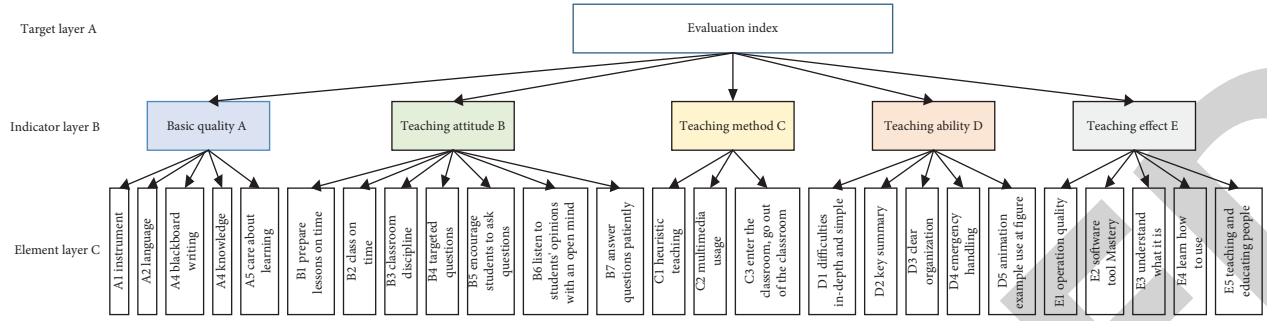 Target layer A
Evaluation index
Indicator layer B
Basic quality A
Teaching attitude B
Teaching method C
Teaching ability D
Teaching effect E
Element layer C
A1 instrument
A2 language
A4 blackboard
writing
A4 knowledge
A5 care about
learning
B1 prepare
lessons on time
B2 class on
time
B3 classroom
discipline
B4 targeted
questions
B5 encourage
students to ask
questions
B6 listen to
students' opinions
with an open mind
B7 answer
questions patiently
C1 heuristic
teaching
C2 multimedia
usage
C3 enter the
classroom, go out
of the classroom
D1 difficulties
in-depth and simple
D2 key summary
D3 clear
organization
D4 emergency
handling
D5 animation
example use at figure
E1 operation quality
E2 software
tool Mastery
E3 understand
what it is
E4 learn how
to use
E5 teaching and
educating people